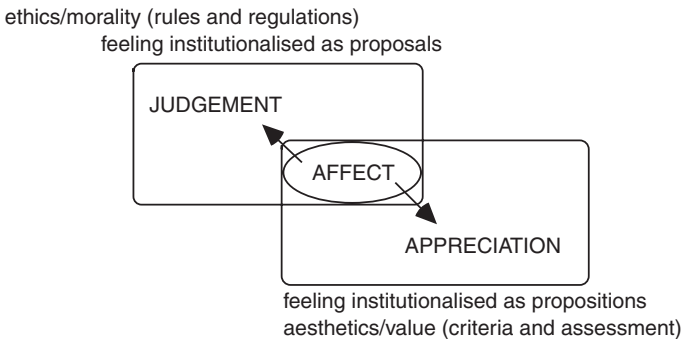 ethics/morality (rules and regulations)
feeling institutionalised as proposals
JUDGEMENT
AFFECT
APPRECIATION
feeling institutionalised as propositions
aesthetics/value (criteria and assessment)